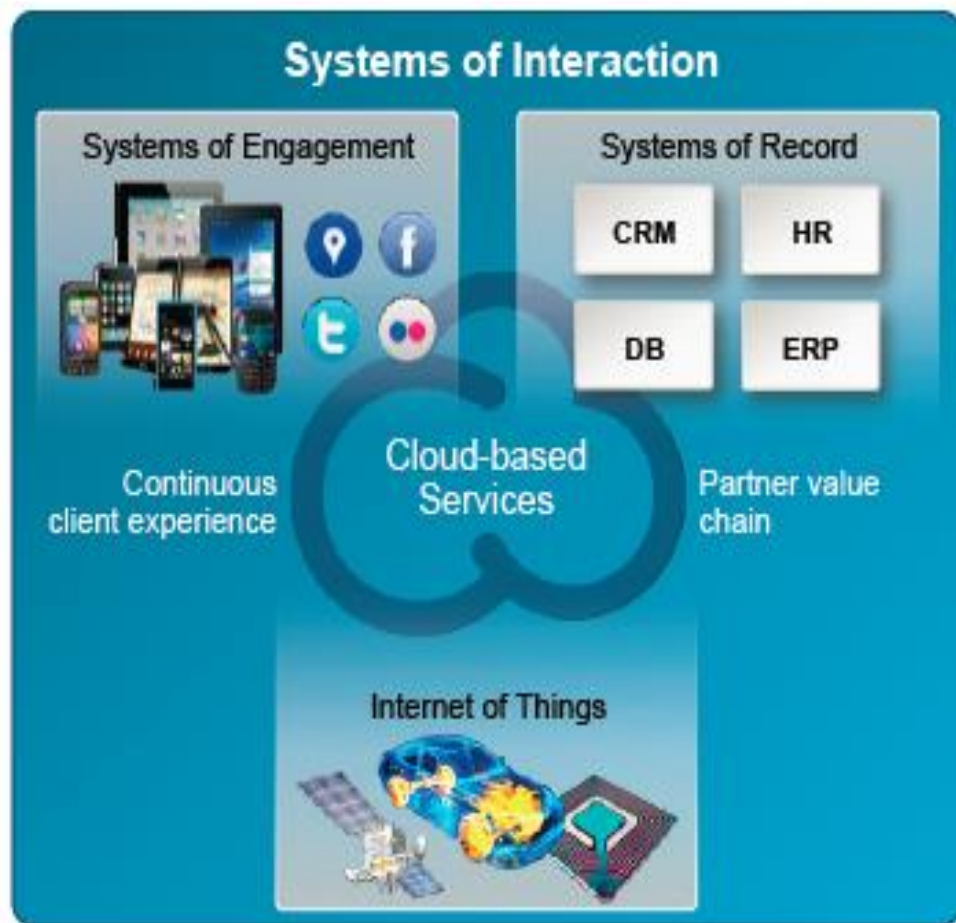 Systems of Interaction
Systems of Engagement
f
t
Systems of Record
CRM
HR
DB
ERP
Continuous
client experience
Cloud-based
Services
Partner value
chain
Internet of Things